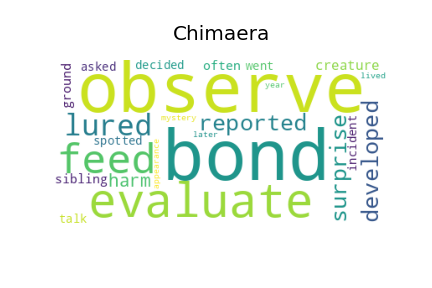 Chimaera
asked decided often went creature
lived
ground observe year
mystery
lured reported
later
spotted
feed bond surprise incident developed
appearance
sibling harm
evaluate
talk